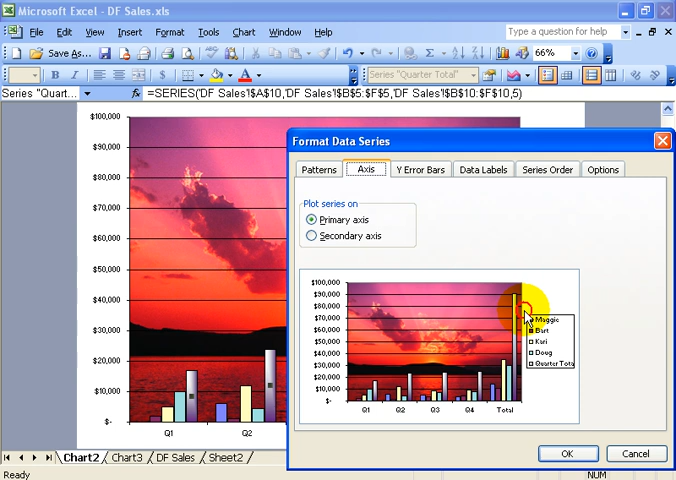 Microsoft Excel - DF Sales.xls
File Edit View Insert Format Tools Chart Window Help
Type a question for help
Save As... 66%
B I Series "Quarter Total"
Series "Quart... fx =SERIES('DF Sales'!$A$10,'DF Sales'!$B$5:$F$5,'DF Sales'!$B$10:$F$10,5)
$100,000
$90,000
$80,000
$70,000
$60,000
$50,000
$40,000
$30,000
$20,000
$10,000
$-
Q1 Q2
Format Data Series
Patterns Axis Y Error Bars Data Labels Series Order Options
Plot series on
Primary axis
Secondary axis
$100,000
$90,000
$80,000
$70,000
$60,000
$50,000
$40,000
$30,000
$20,000
$10,000
$-
Q1 Q2 Q3 Q4 Total
Maggie
Bart
Kari
Doug
Quarter Tota
OK Cancel
Chart2 Chart3 DF Sales Sheet2
Ready NUM